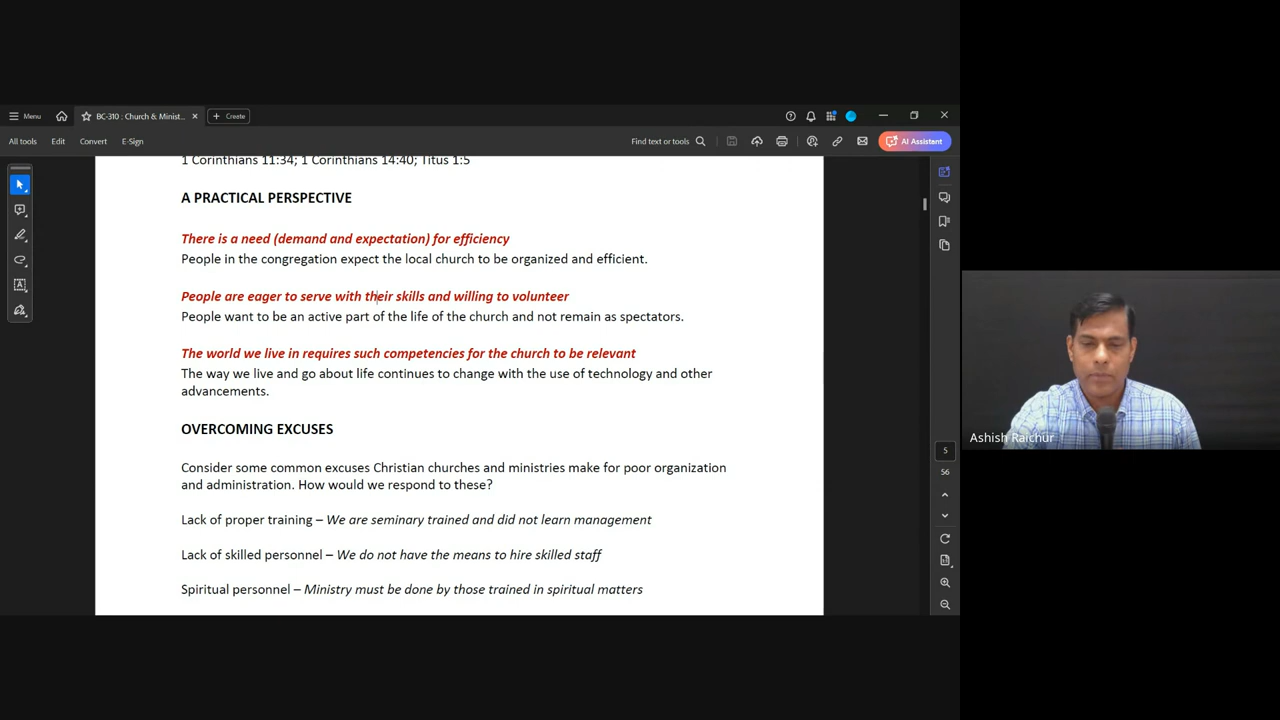 Menu
BC-310 : Church & Minist...
Create
All tools
Edit
Convert
E-Sign
Find text or tools
AI Assistant
1 Corinthians 11:34; 1 Corinthians 14:40; Titus 1:5
A PRACTICAL PERSPECTIVE
There is a need (demand and expectation) for efficiency
People in the congregation expect the local church to be organized and efficient.
People are eager to serve with their skills and willing to volunteer
People want to be an active part of the life of the church and not remain as spectators.
The world we live in requires such competencies for the church to be relevant
The way we live and go about life continues to change with the use of technology and other
advancements.
OVERCOMING EXCUSES
Consider some common excuses Christian churches and ministries make for poor organization
and administration. How would we respond to these?
Lack of proper training – We are seminary trained and did not learn management
Lack of skilled personnel – We do not have the means to hire skilled staff
Spiritual personnel – Ministry must be done by those trained in spiritual matters
5
56
Ashish Raichur